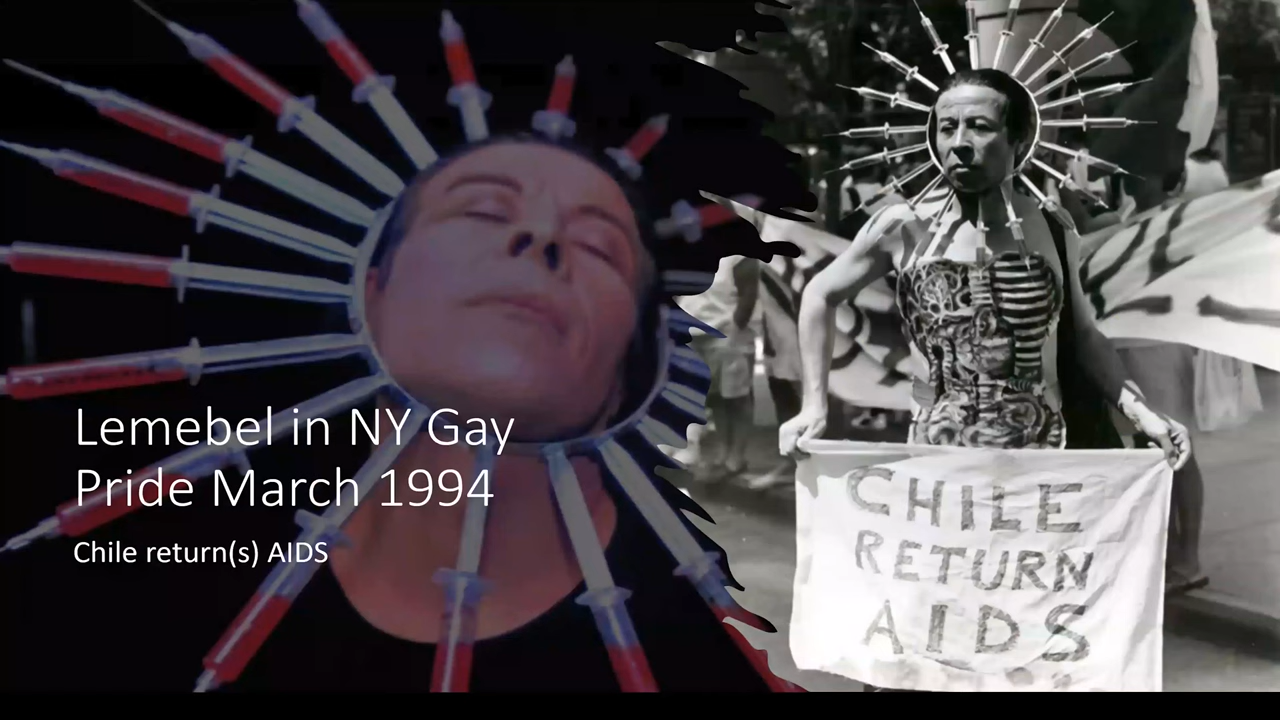 Lemebel in NY Gay
Pride March 1994
Chile return(s) AIDS
CHILE
RETURN
AIDS